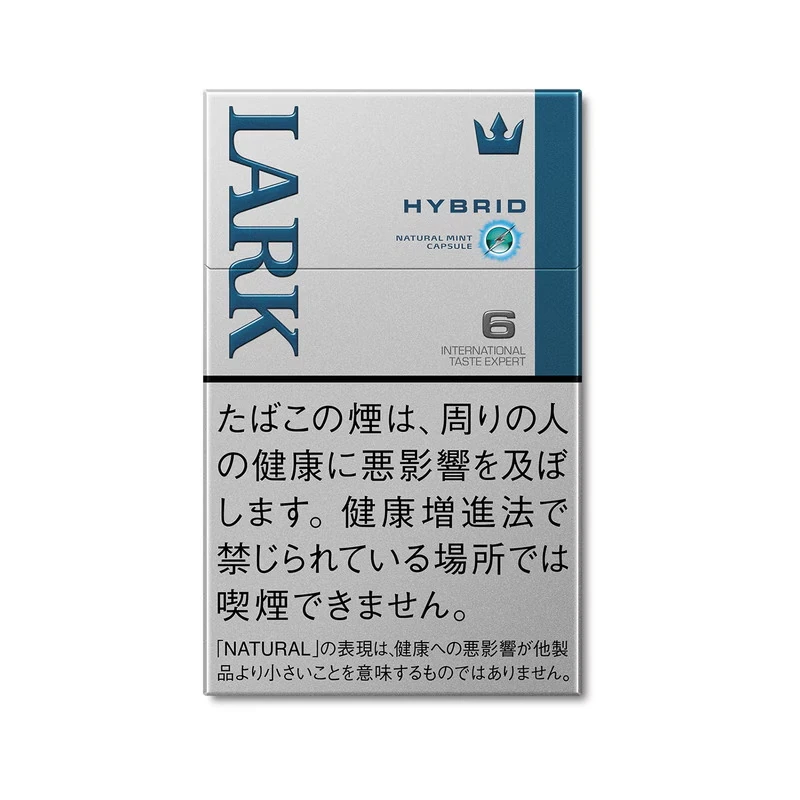 LARK
HYBRID
NATURAL MINT
CAPSULE
6
INTERNATIONAL
TASTE EXPERT
たばこの煙は、周りの人
の健康に悪影響を及ぼ
します。健康増進法で
禁じられている場所では
喫煙できません。
「NATURAL」の表現は、健康への悪影響が他製
品より小さいことを意味するものではありません。